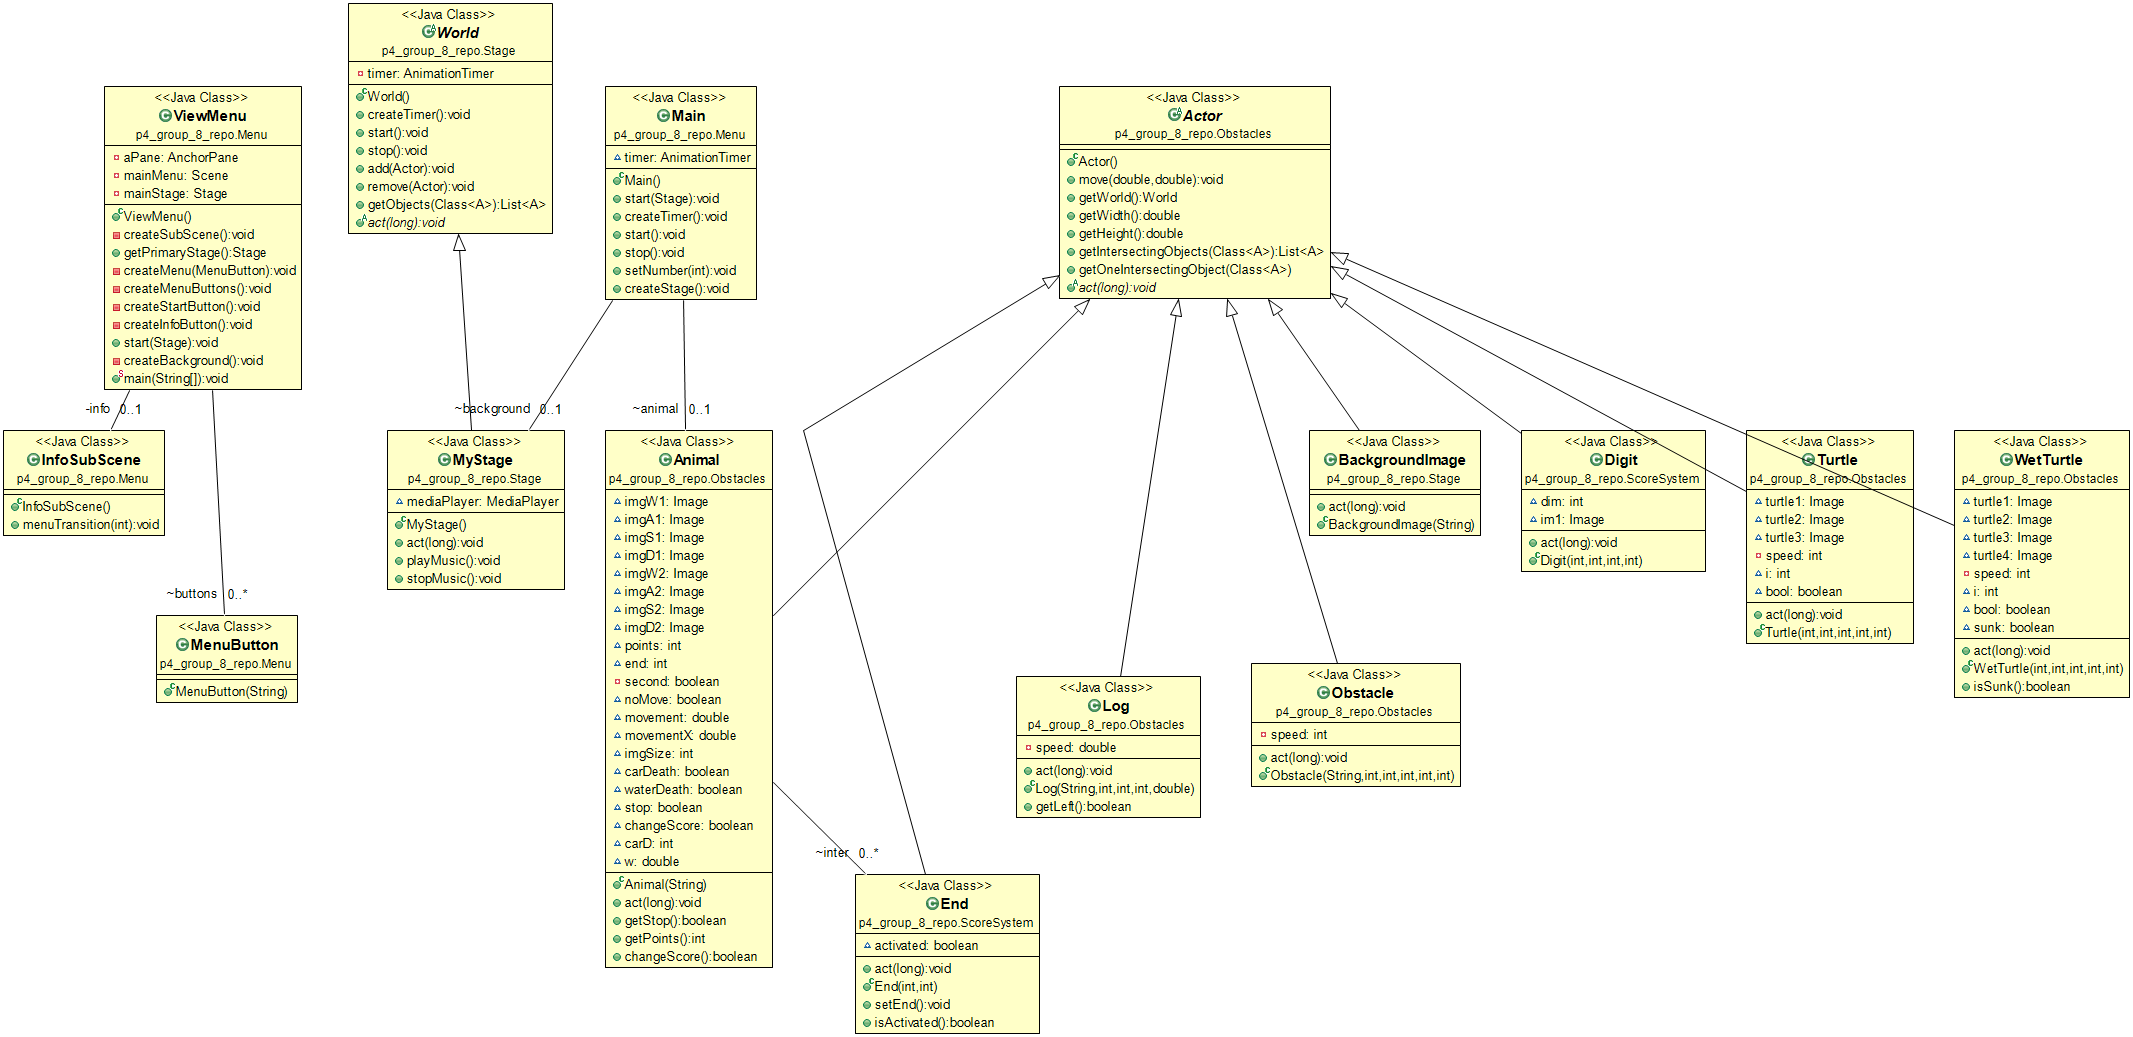 <<Java Class>>
World
p4_group_8_repo.Stage
timer: AnimationTimer
World()
createTimer():void
start():void
stop():void
add(Actor):void
remove(Actor):void
getObjects(Class<A>):List<A>
act(long):void
<<Java Class>>
ViewMenu
p4_group_8_repo.Menu
aPane: AnchorPane
mainMenu: Scene
mainStage: Stage
ViewMenu()
createSubScene():void
getPrimaryStage():Stage
createMenu(MenuButton):void
createMenuButtons():void
createStartButton():void
createInfoButton():void
start(Stage):void
createBackground():void
main(String[]):void
<<Java Class>>
Main
p4_group_8_repo.Menu
timer: AnimationTimer
Main()
start(Stage):void
createTimer():void
start():void
stop():void
setNumber(int):void
createStage():void
<<Java Class>>
Actor
p4_group_8_repo.Obstacles
Actor()
move(double,double):void
getWorld():World
getWidth():double
getHeight():double
getIntersectingObjects(Class<A>):List<A>
getOneIntersectingObject(Class<A>)
act(long):void
-info 0..1
~background 0..1
~animal 0..1
<<Java Class>>
InfoSubScene
p4_group_8_repo.Menu
InfoSubScene()
menuTransition(int):void
~buttons 0..*
<<Java Class>>
MenuButton
p4_group_8_repo.Menu
MenuButton(String)
<<Java Class>>
MyStage
p4_group_8_repo.Stage
mediaPlayer: MediaPlayer
MyStage()
act(long):void
playMusic():void
stopMusic():void
<<Java Class>>
Animal
p4_group_8_repo.Obstacles
imgW1: Image
imgA1: Image
imgS1: Image
imgD1: Image
imgW2: Image
imgA2: Image
imgS2: Image
imgD2: Image
points: int
end: int
second: boolean
noMove: boolean
movement: double
movementX: double
imgSize: int
carDeath: boolean
waterDeath: boolean
stop: boolean
changeScore: boolean
carD: int
w: double
Animal(String)
act(long):void
getStop():boolean
getPoints():int
changeScore():boolean
~inter 0..*
<<Java Class>>
End
p4_group_8_repo.ScoreSystem
activated: boolean
act(long):void
End(int,int)
setEnd():void
isActivated():boolean
<<Java Class>>
Log
p4_group_8_repo.Obstacles
speed: double
act(long):void
Log(String,int,int,int,double)
getLeft():boolean
<<Java Class>>
Obstacle
p4_group_8_repo.Obstacles
speed: int
act(long):void
Obstacle(String,int,int,int,int,int)
<<Java Class>>
BackgroundImage
p4_group_8_repo.Stage
act(long):void
BackgroundImage(String)
<<Java Class>>
Digit
p4_group_8_repo.ScoreSystem
dim: int
im1: Image
act(long):void
Digit(int,int,int,int)
<<Java Class>>
Turtle
p4_group_8_repo.Obstacles
turtle1: Image
turtle2: Image
turtle3: Image
speed: int
i: int
bool: boolean
act(long):void
Turtle(int,int,int,int,int)
<<Java Class>>
WetTurtle
p4_group_8_repo.Obstacles
turtle1: Image
turtle2: Image
turtle3: Image
turtle4: Image
speed: int
i: int
bool: boolean
sunk: boolean
act(long):void
WetTurtle(int,int,int,int,int)
isSunk():boolean